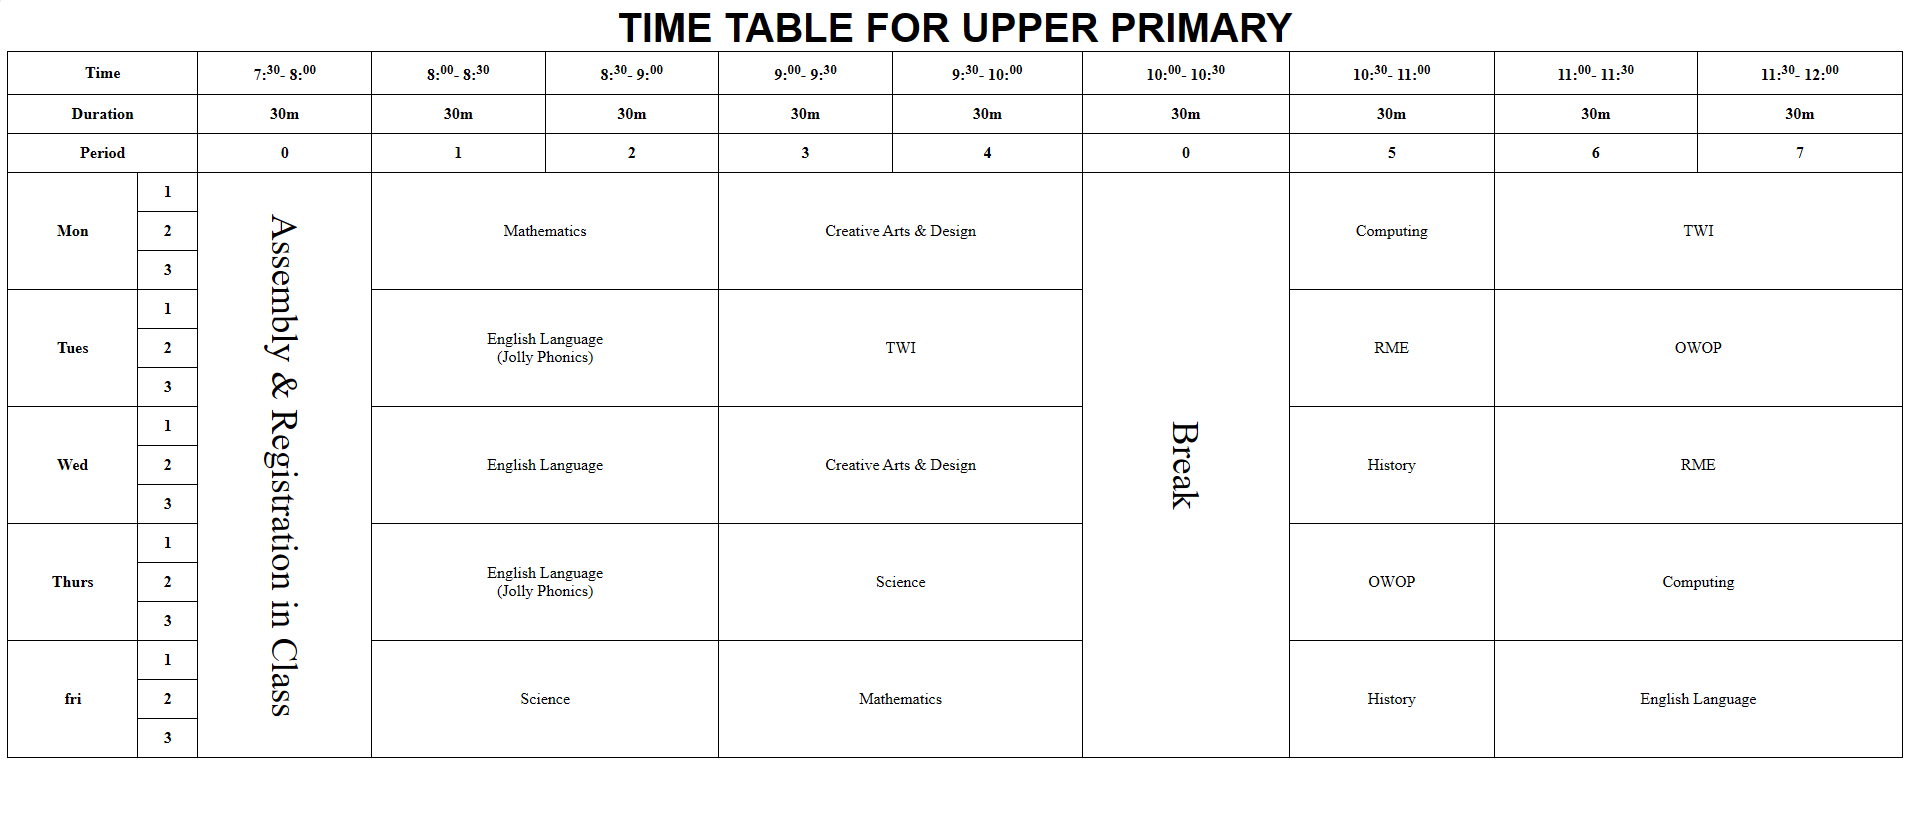 TIME TABLE FOR UPPER PRIMARY
Time 7:30- 8:00 8:00- 8:30 8:30- 9:00 9:00- 9:30 9:30- 10:00 10:00- 10:30 10:30- 11:00 11:00- 11:30 11:30- 12:00
Duration 30m 30m 30m 30m 30m 30m 30m 30m 30m
Period 0 1 2 3 4 0 5 6 7
Assembly & Registration in Class
Break
1
Mon 2 Mathematics Creative Arts & Design Computing TWI
3
1
English Language
Tues 2 TWI RME OWOP
(Jolly Phonics)
3
1
Wed 2 English Language Creative Arts & Design History RME
3
1
English Language
Thurs 2 Science OWOP Computing
(Jolly Phonics)
3
1
fri 2 Science Mathematics History English Language
3